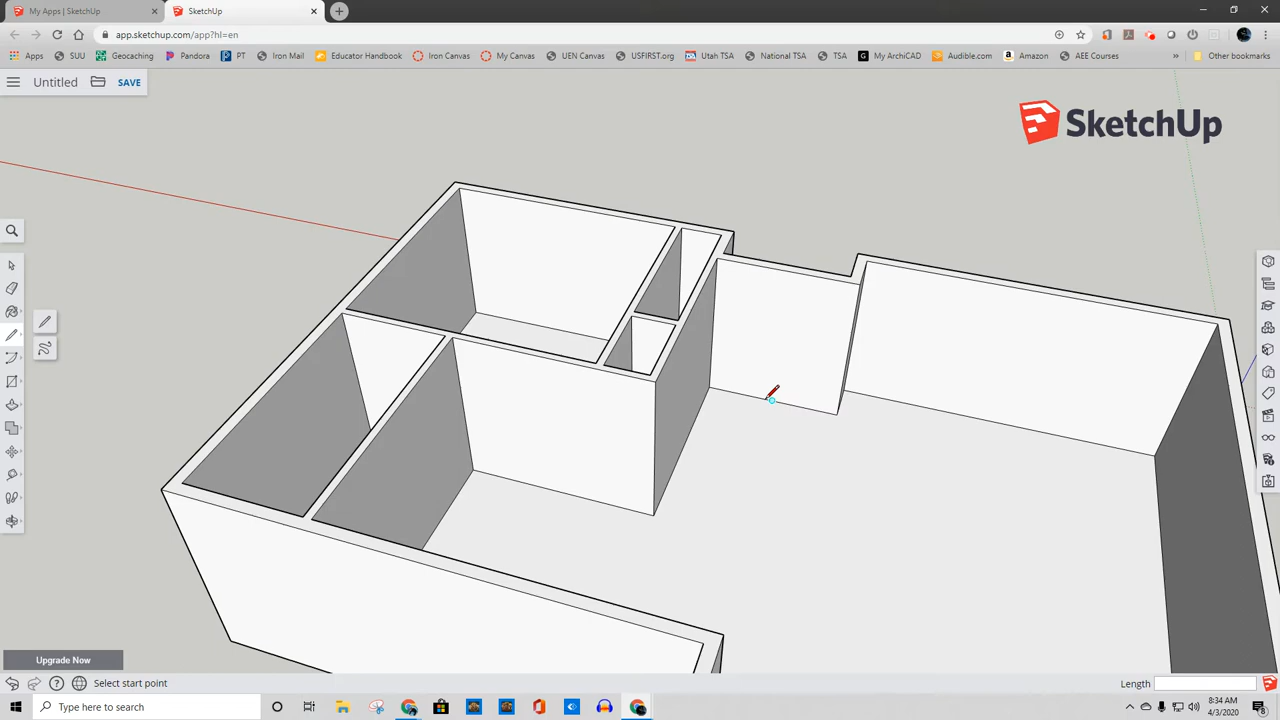 My Apps | SketchUp
SketchUp
app.sketchup.com/app?hl=en
Apps
Geocaching
Pandora
PT
Iron Mail
Educator Handbook
Iron Canvas
My Canvas
UEN Canvas
USFIRST.org
Utah TSA
National TSA
TSA
My ArchiCAD
Audible.com
Amazon
AEE Courses
»
Other bookmarks
Untitled
SAVE
SketchUp
Upgrade Now
Select start point
Length
Type here to search
8:34 AM
4/3/2020
8